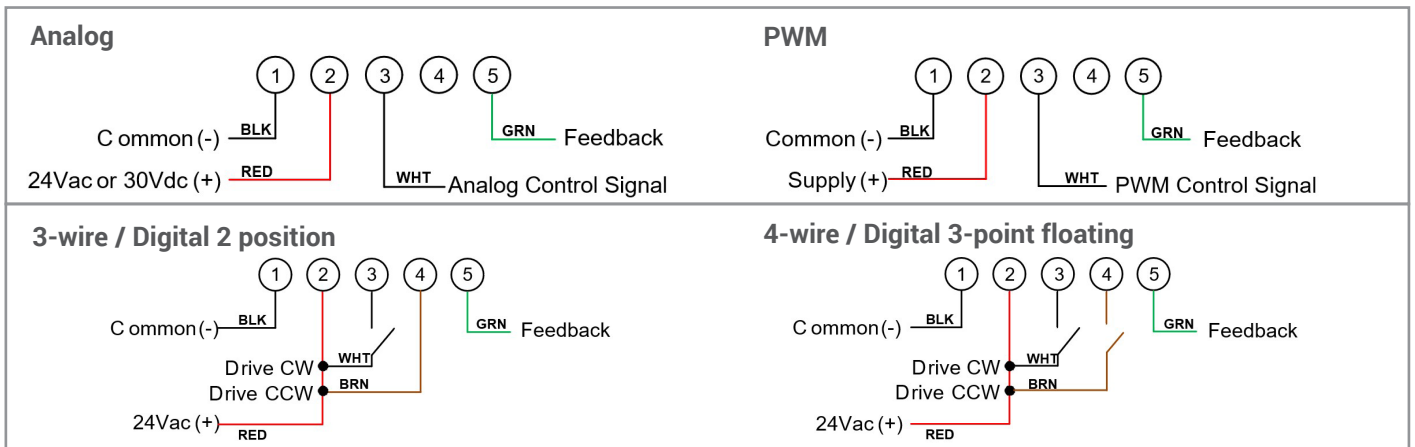 Analog
1 2 3 4 5
C ommon (-) BLK
GRN Feedback
24Vac or 30Vdc (+) RED
WHT Analog Control Signal
PWM
1 2 3 4 5
Common (-) BLK
GRN Feedback
Supply (+) RED
WHT PWM Control Signal
3-wire / Digital 2 position
1 2 3 4 5
C ommon (-) BLK
GRN Feedback
Drive CW WHT
Drive CCW BRN
24Vac (+) RED
4-wire / Digital 3-point floating
1 2 3 4 5
C ommon (-) BLK
GRN Feedback
Drive CW WHT
Drive CCW BRN
24Vac (+) RED